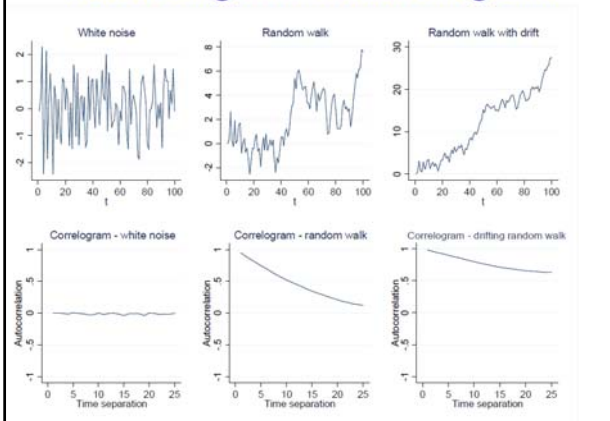 White noise
Random walk
Random walk with drift
2
1
0
-1
-2
0 20 40 60 80 100
t
8
6
4
2
0
-2
0 20 40 60 80 100
t
30
20
10
0
0 20 40 60 80 100
t
Correlogram - white noise
Correlogram - random walk
Correlogram - drifting random walk
Autocorrelation
1
.5
0
-.5
-1
0 5 10 15 20 25
Time separation
Autocorrelation
1
.5
0
-.5
-1
0 5 10 15 20 25
Time separation
Autocorrelation
1
.5
0
-.5
-1
0 5 10 15 20 25
Time separation